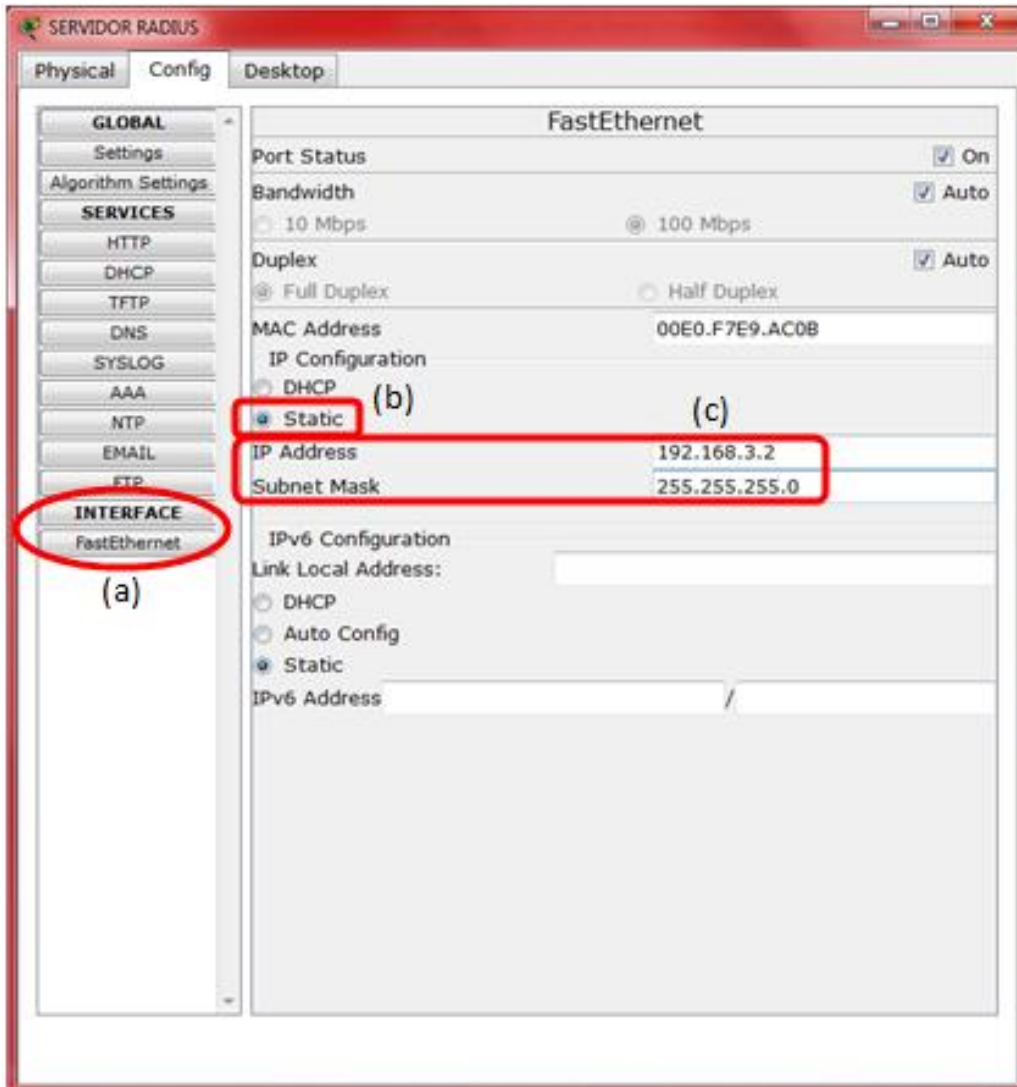 SERVIDOR RADIUS
Physical Config Desktop
GLOBAL
Settings
Algorithm Settings
SERVICES
HTTP
DHCP
TFTP
DNS
SYSLOG
AAA
NTP
EMAIL
FTP
INTERFACE
FastEthernet
(a)
FastEthernet
Port Status On
Bandwidth Auto
10 Mbps 100 Mbps
Duplex Auto
Full Duplex Half Duplex
MAC Address 00E0.F7E9.AC0B
IP Configuration
DHCP
(b)
Static
(c)
IP Address 192.168.3.2
Subnet Mask 255.255.255.0
IPv6 Configuration
Link Local Address:
DHCP
Auto Config
Static
IPv6 Address /